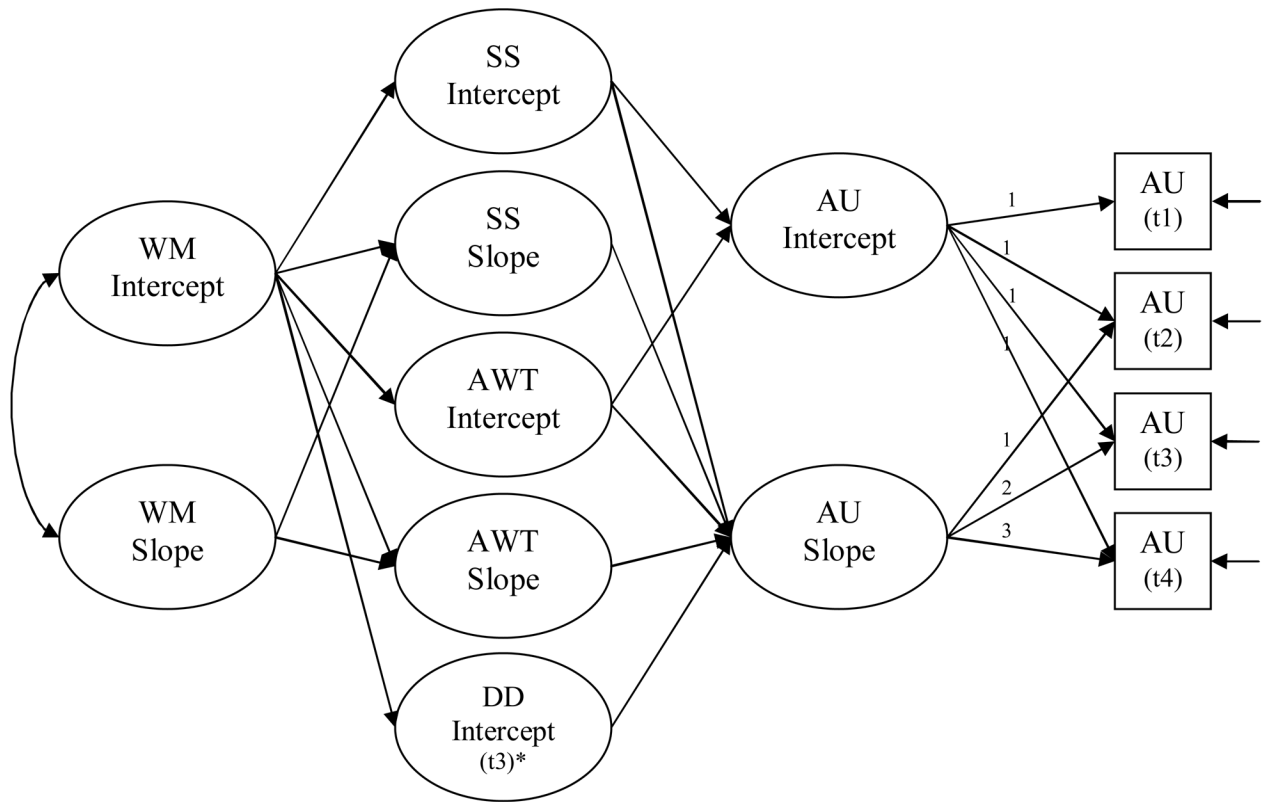 SS
Intercept
SS
Slope
WM
Intercept
AWT
Intercept
WM
Slope
AWT
Slope
DD
Intercept
(t3)*
AU
Intercept
AU
Slope
1
1
1
1
1
2
3
AU
(t1)
AU
(t2)
AU
(t3)
AU
(t4)